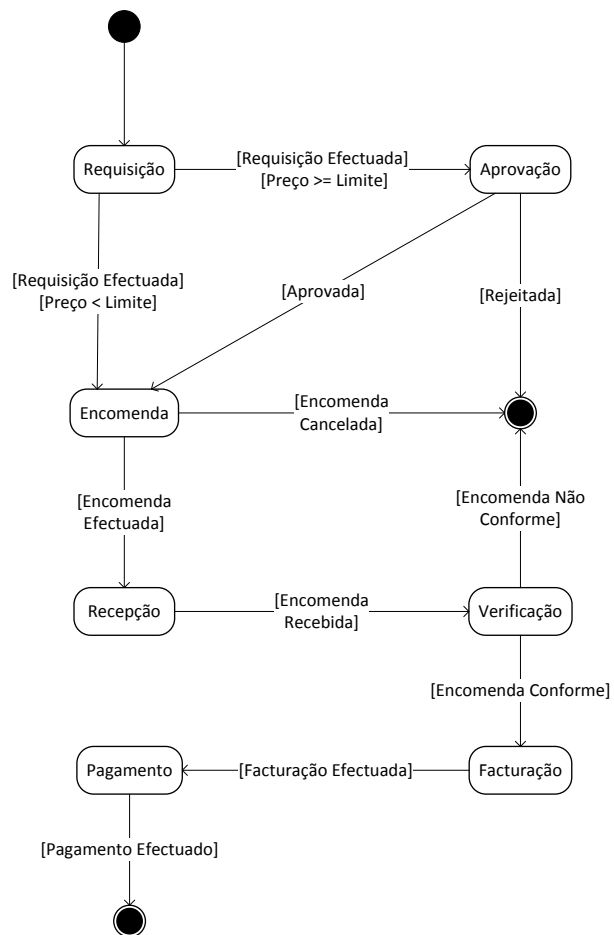 Requisição
[Requisição Efectuada]
[Preço >= Limite]
Aprovação
[Requisição Efectuada]
[Preço < Limite]
[Aprovada]
[Rejeitada]
Encomenda
[Encomenda
Cancelada]
[Encomenda
Efectuada]
[Encomenda Não
Conforme]
Recepção
[Encomenda
Recebida]
Verificação
[Encomenda Conforme]
Pagamento
[Facturação Efectuada]
Facturação
[Pagamento Efectuado]